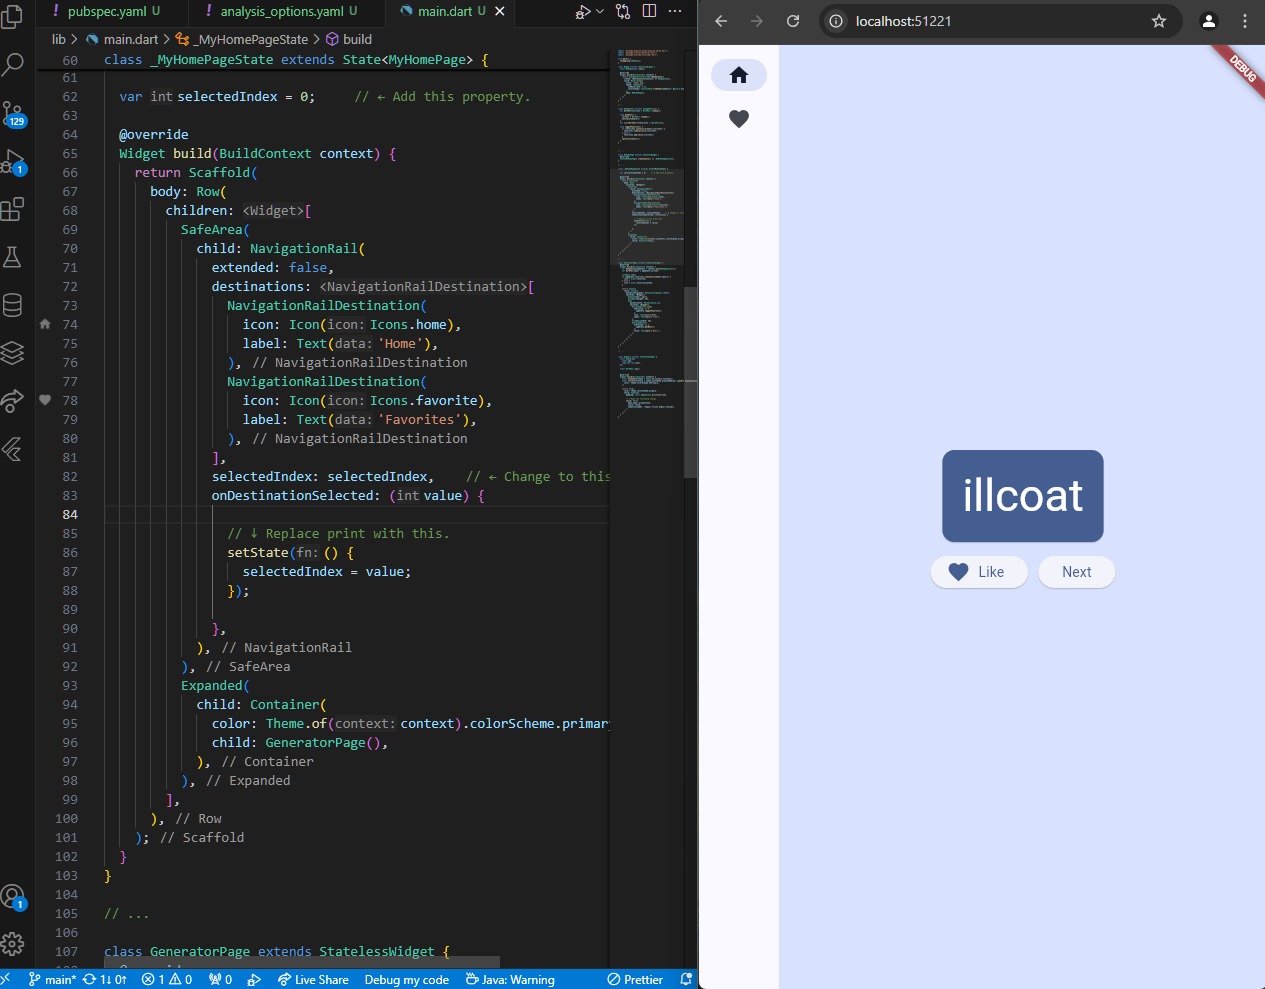 pubspec.yaml U
analysis_options.yaml U
main.dart U
lib > main.dart > _MyHomePageState > build
60 class _MyHomePageState extends State<MyHomePage> {
61
62 var int selectedIndex = 0; // ← Add this property.
63
64 @override
65 Widget build(BuildContext context) {
66 return Scaffold(
67 body: Row(
68 children: <Widget>[
69 SafeArea(
70 child: NavigationRail(
71 extended: false,
72 destinations: <NavigationRailDestination>[
73 NavigationRailDestination(
74 icon: Icon(icon: Icons.home),
75 label: Text(data: 'Home'),
76 ), // NavigationRailDestination
77 NavigationRailDestination(
78 icon: Icon(icon: Icons.favorite),
79 label: Text(data: 'Favorites'),
80 ), // NavigationRailDestination
81 ],
82 selectedIndex: selectedIndex, // ← Change to this
83 onDestinationSelected: (int value) {
84
85 // ↓ Replace print with this.
86 setState(fn: () {
87 selectedIndex = value;
88 });
89
90 },
91 ), // NavigationRail
92 ), // SafeArea
93 Expanded(
94 child: Container(
95 color: Theme.of(context: context).colorScheme.primary
96 child: GeneratorPage(),
97 ), // Container
98 ), // Expanded
99 ],
100 ), // Row
101 ); // Scaffold
102 }
103 }
104
105 // ...
106
107 class GeneratorPage extends StatelessWidget {
129
1
1
main* 1↓ 0↑ 1 0 0 Live Share Debug my code Java: Warning Prettier
localhost:51221
DEBUG
illcoat
Like
Next